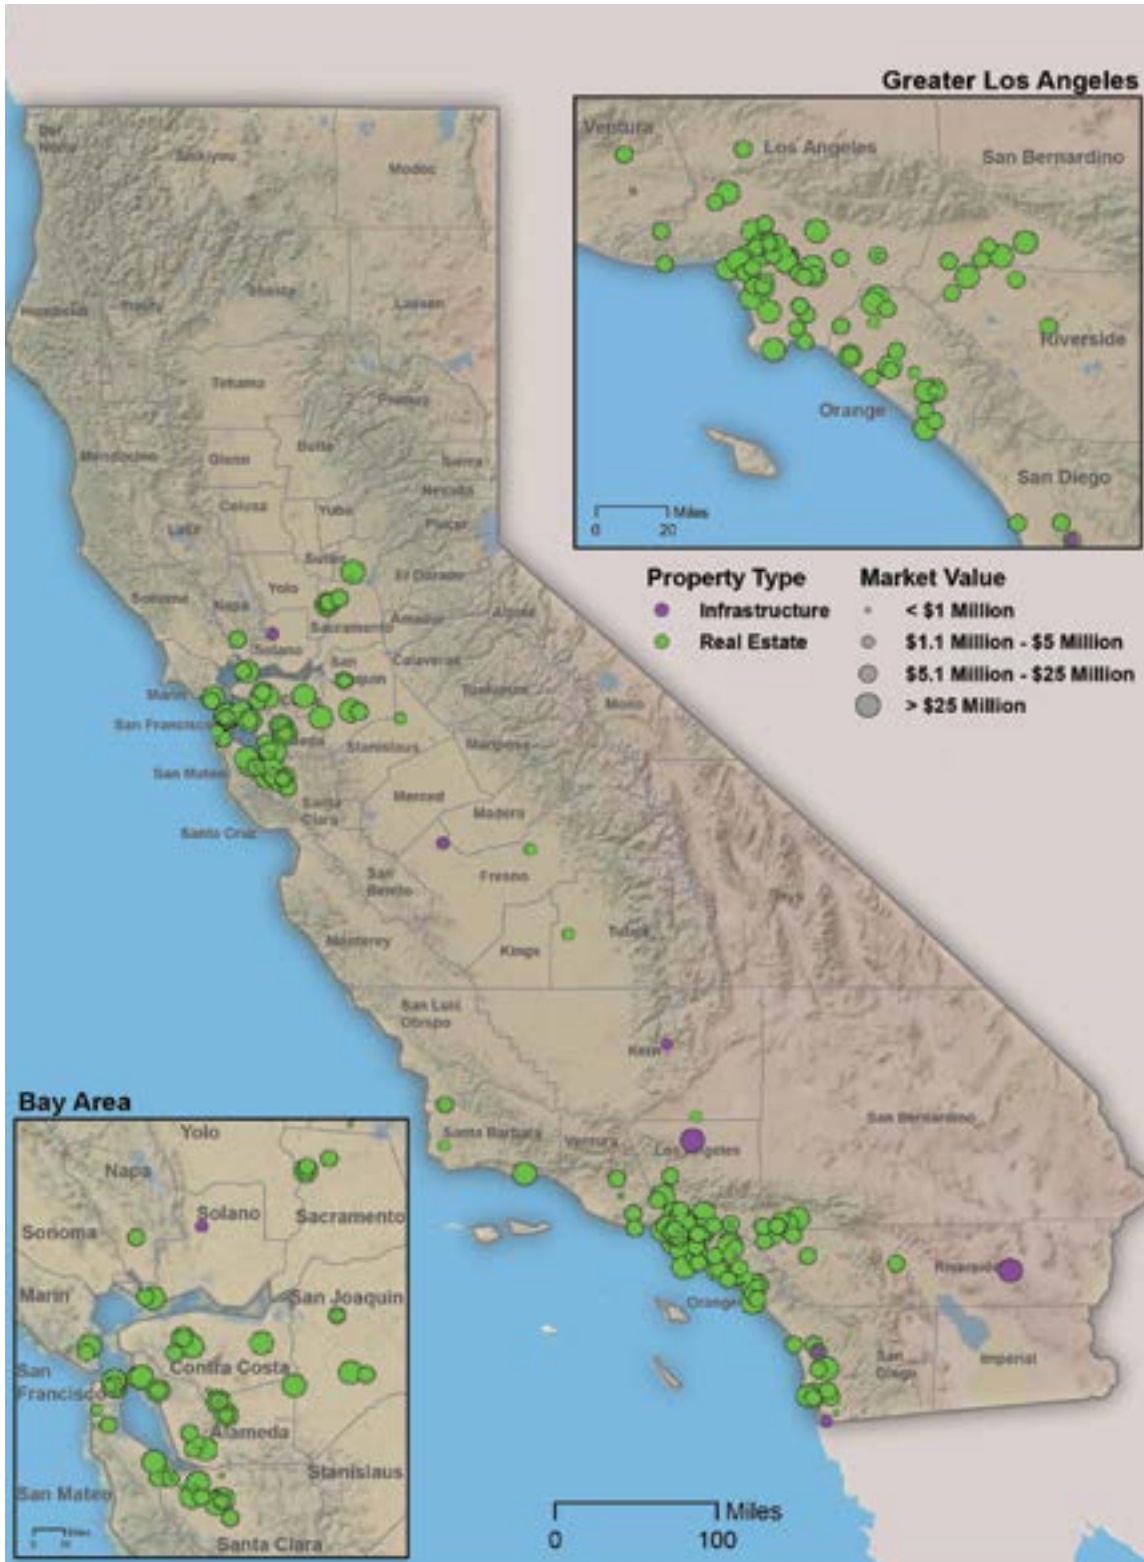 Greater Los Angeles
Ventura
Los Angeles
San Bernardino
Riverside
Orange
San Diego
Miles
0 20
Property Type
Infrastructure
Real Estate
Market Value
< $1 Million
$1.1 Million - $5 Million
$5.1 Million - $25 Million
> $25 Million
Del
Norte
Siskiyou
Modoc
Humboldt
Trinity
Shasta
Lassen
Tehama
Plumas
Mendocino
Glenn
Butte
Sierra
Nevada
Colusa
Yuba
Placer
Lake
Sutter
Yolo
El Dorado
Sonoma
Napa
Sacramento
Amador
Alpine
Solano
San
Joaquin
Calaveras
Marin
Tuolumne
Mono
San Francisco
Stanislaus
Mariposa
San Mateo
Santa
Clara
Merced
Madera
Santa Cruz
San
Benito
Fresno
Inyo
Monterey
Kings
Tulare
San Luis
Obispo
Kern
Santa Barbara
Ventura
Los Angeles
San Bernardino
Riverside
Orange
San
Diego
Imperial
Bay Area
Yolo
Napa
Solano
Sacramento
Sonoma
Marin
San Joaquin
San
Francisco
Contra Costa
Alameda
Stanislaus
San Mateo
Santa Clara
Miles
0 100